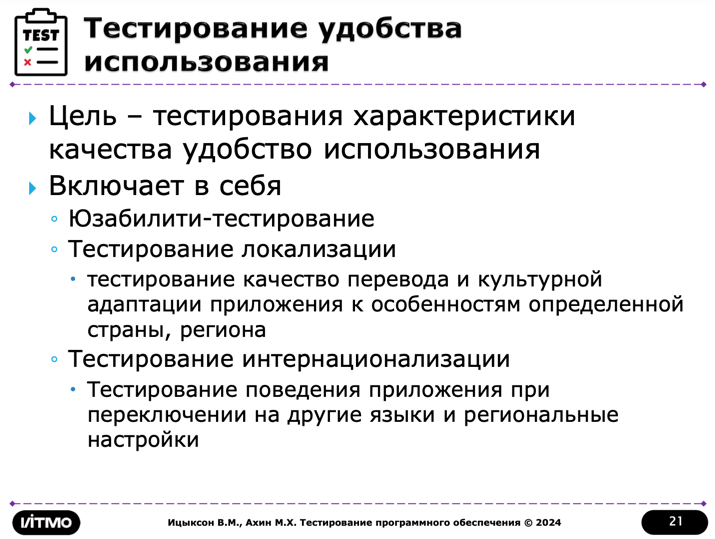 TEST
Тестирование удобства
использования
Цель – тестирования характеристики
качества удобство использования
Включает в себя
Юзабилити-тестирование
Тестирование локализации
тестирование качество перевода и культурной
адаптации приложения к особенностям определенной
страны, региона
Тестирование интернационализации
Тестирование поведения приложения при
переключении на другие языки и региональные
настройки
ИТМО
Ицыксон В.М., Ахин М.Х. Тестирование программного обеспечения © 2024
21